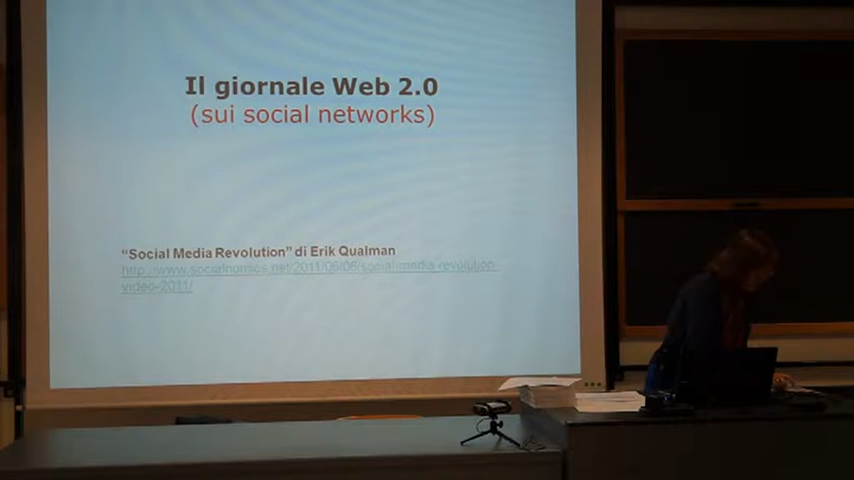 Il giornale Web 2.0
(sui social networks)
“Social Media Revolution” di Erik Qualman
http://www.socialnomics.net/2011/06/08/social-media-revolution-
video-2011/